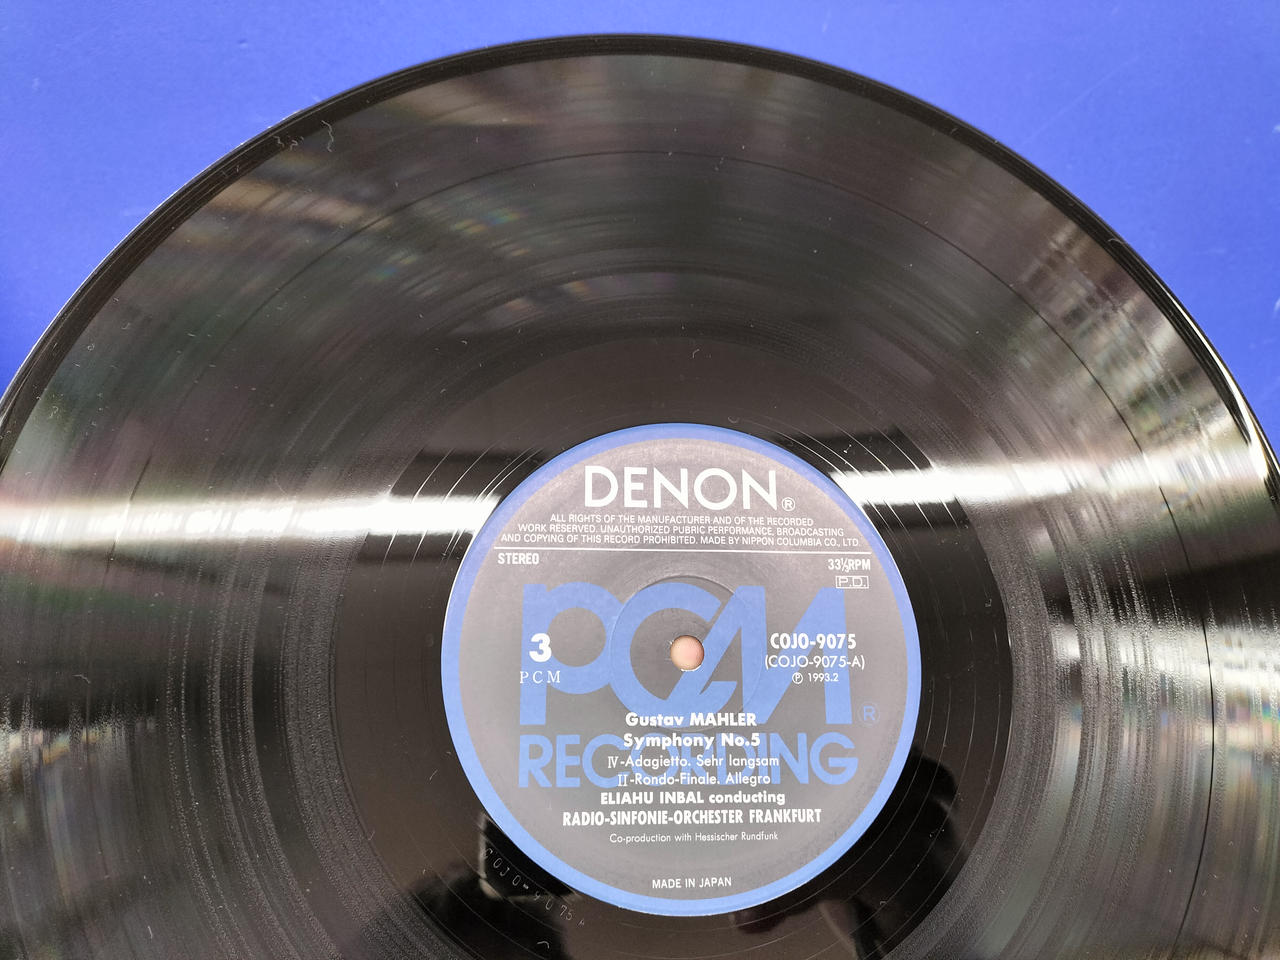 DENON®
ALL RIGHTS OF THE MANUFACTURER AND OF THE RECORDED
WORK RESERVED. UNAUTHORIZED PUBRIC PERFORMANCE, BROADCASTING
AND COPYING OF THIS RECORD PROHIBITED. MADE BY NIPPON COLUMBIA CO., LTD.
STEREO
33⅓RPM
P.D.
PCM
RECORDING®
3
PCM
COJO-9075
(COJO-9075-A)
℗ 1993.2
Gustav MAHLER
Symphony No.5
IV-Adagietto. Sehr langsam
II-Rondo-Finale. Allegro
ELIAHU INBAL conducting
RADIO-SINFONIE-ORCHESTER FRANKFURT
Co-production with Hessischer Rundfunk
MADE IN JAPAN
COJO-9075A